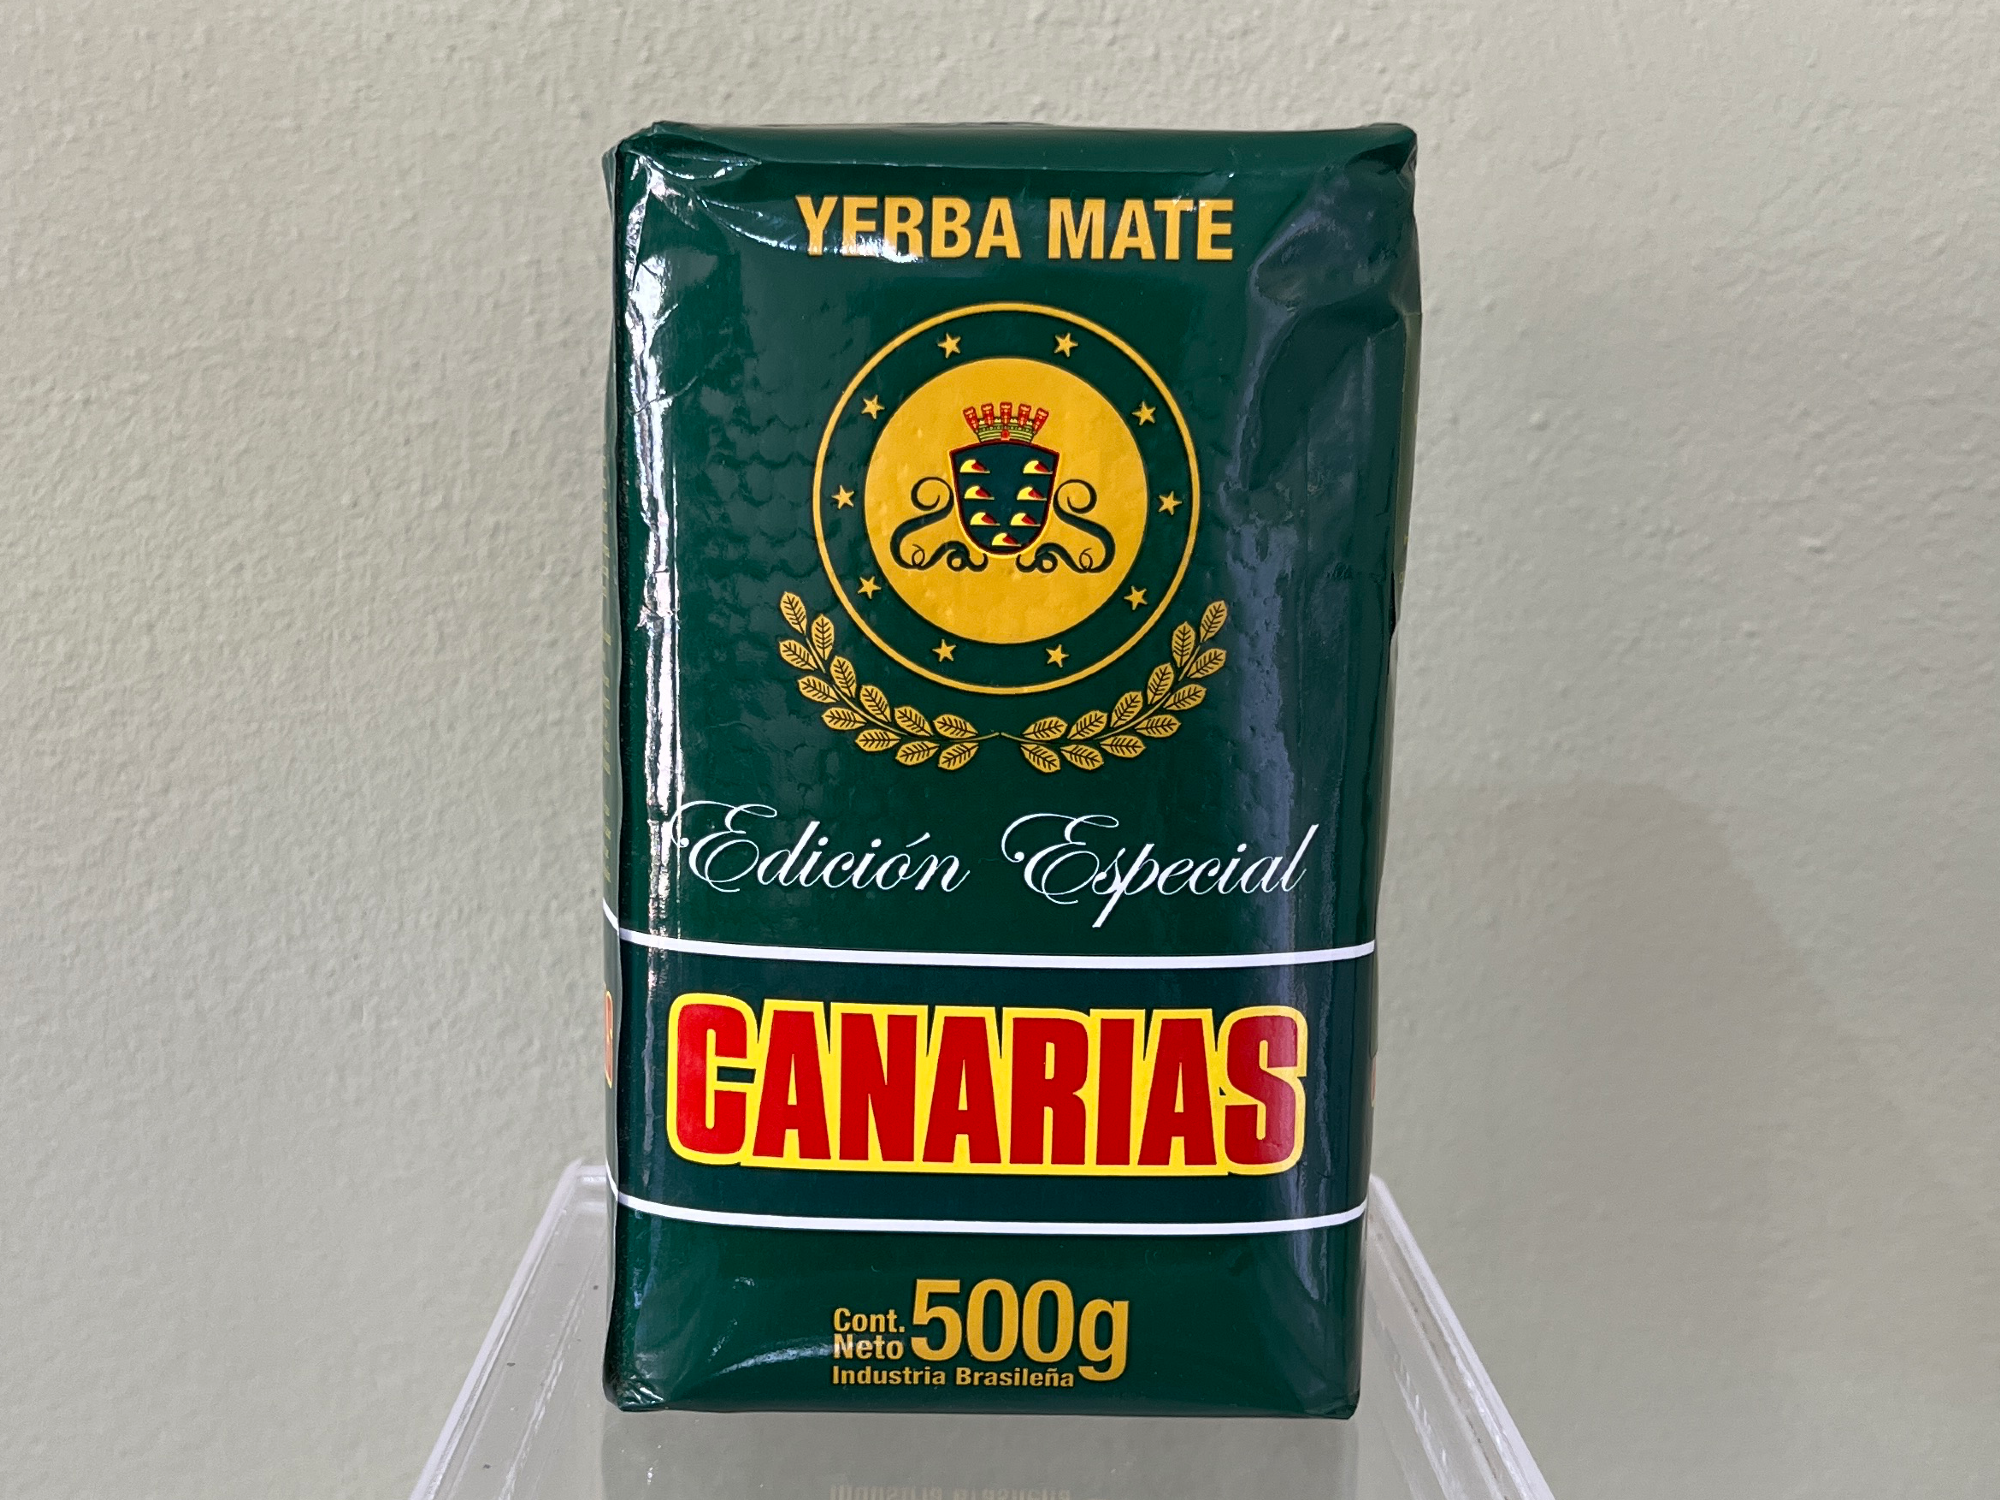 YERBA MATE
Edición Especial
CANARIAS
Cont.
Neto 500g
Industria Brasileña